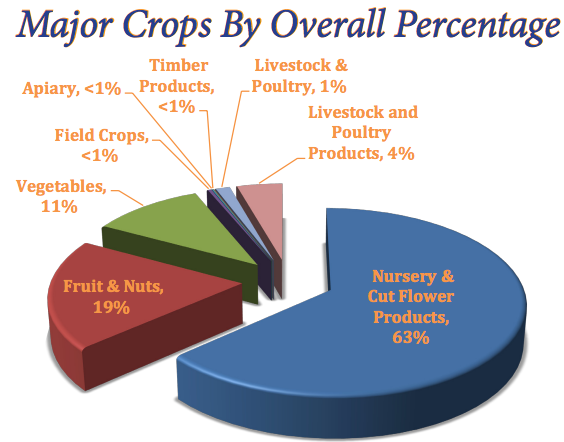 Major Crops By Overall Percentage
Timber
Products,
<1%
Livestock &
Poultry, 1%
Apiary, <1%
Livestock and
Poultry
Products, 4%
Field Crops,
<1%
Vegetables,
11%
Fruit & Nuts,
19%
Nursery &
Cut Flower
Products,
63%